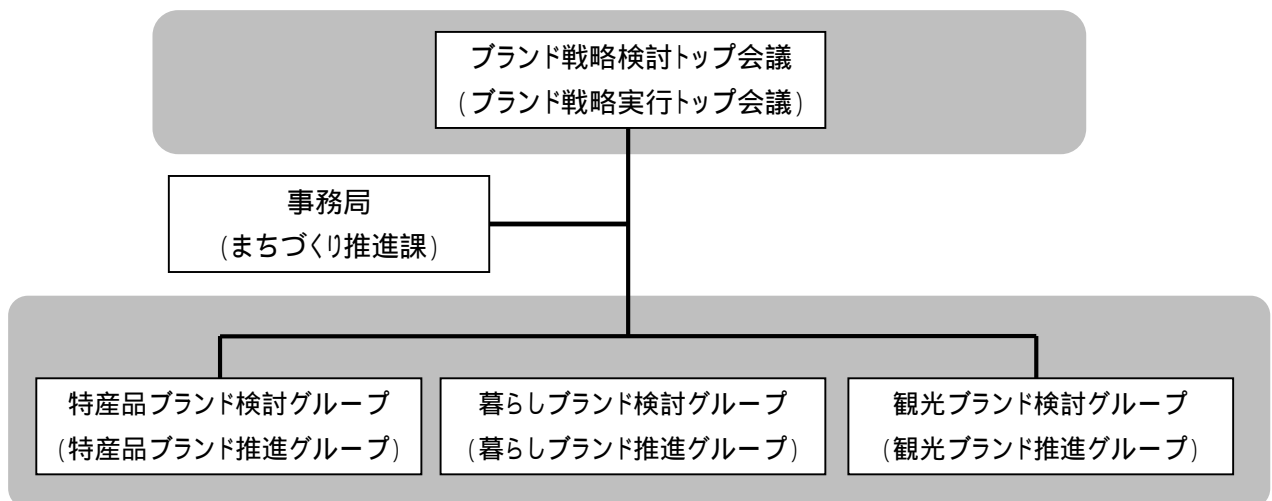 ブランド戦略検討トップ会議
(ブランド戦略実行トップ会議)
事務局
(まちづくり推進課)
特産品ブランド検討グループ
(特産品ブランド推進グループ)
暮らしブランド検討グループ
(暮らしブランド推進グループ)
観光ブランド検討グループ
(観光ブランド推進グループ)